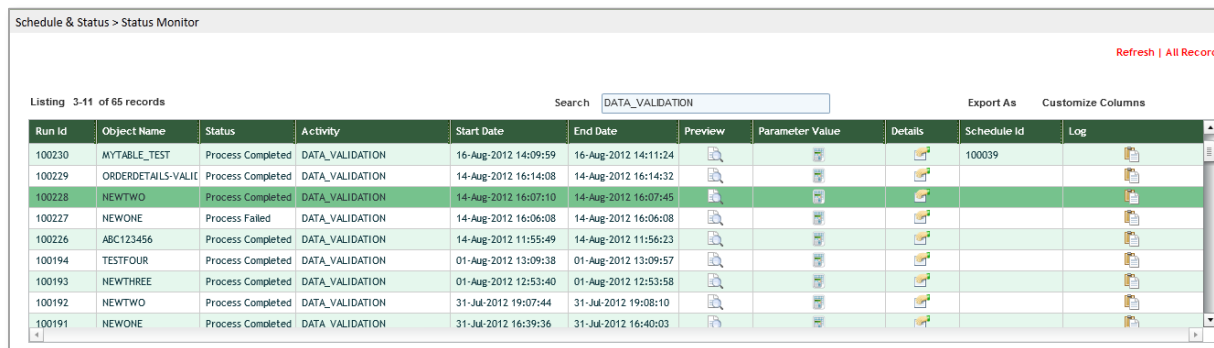 Schedule & Status > Status Monitor
Refresh | All Recor
Listing 3-11 of 65 records Search DATA_VALIDATION Export As Customize Columns
Run Id Object Name Status Activity Start Date End Date Preview Parameter Value Details Schedule Id Log
100230 MYTABLE_TEST Process Completed DATA_VALIDATION 16-Aug-2012 14:09:59 16-Aug-2012 14:11:24 100039
100229 ORDERDETAILS-VALIE Process Completed DATA_VALIDATION 14-Aug-2012 16:14:08 14-Aug-2012 16:14:32
100228 NEWTWO Process Completed DATA_VALIDATION 14-Aug-2012 16:07:10 14-Aug-2012 16:07:45
100227 NEWONE Process Failed DATA_VALIDATION 14-Aug-2012 16:06:08 14-Aug-2012 16:06:08
100226 ABC123456 Process Completed DATA_VALIDATION 14-Aug-2012 11:55:49 14-Aug-2012 11:56:23
100194 TESTFOUR Process Completed DATA_VALIDATION 01-Aug-2012 13:09:38 01-Aug-2012 13:09:57
100193 NEWTHREE Process Completed DATA_VALIDATION 01-Aug-2012 12:53:40 01-Aug-2012 12:53:58
100192 NEWTWO Process Completed DATA_VALIDATION 31-Jul-2012 19:07:44 31-Jul-2012 19:08:10
100191 NEWONE Process Completed DATA_VALIDATION 31-Jul-2012 16:39:36 31-Jul-2012 16:40:03